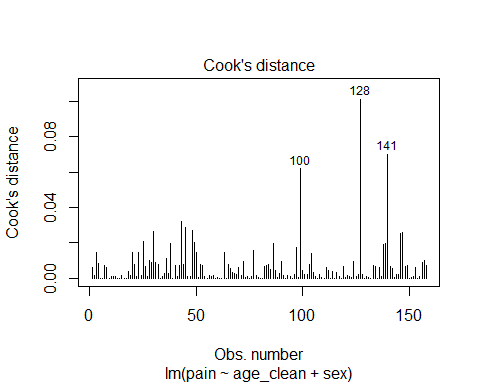 Cook's distance
128
141
100
Cook's distance
0.08
0.04
0.00
0 50 100 150
Obs. number
lm(pain ~ age_clean + sex)